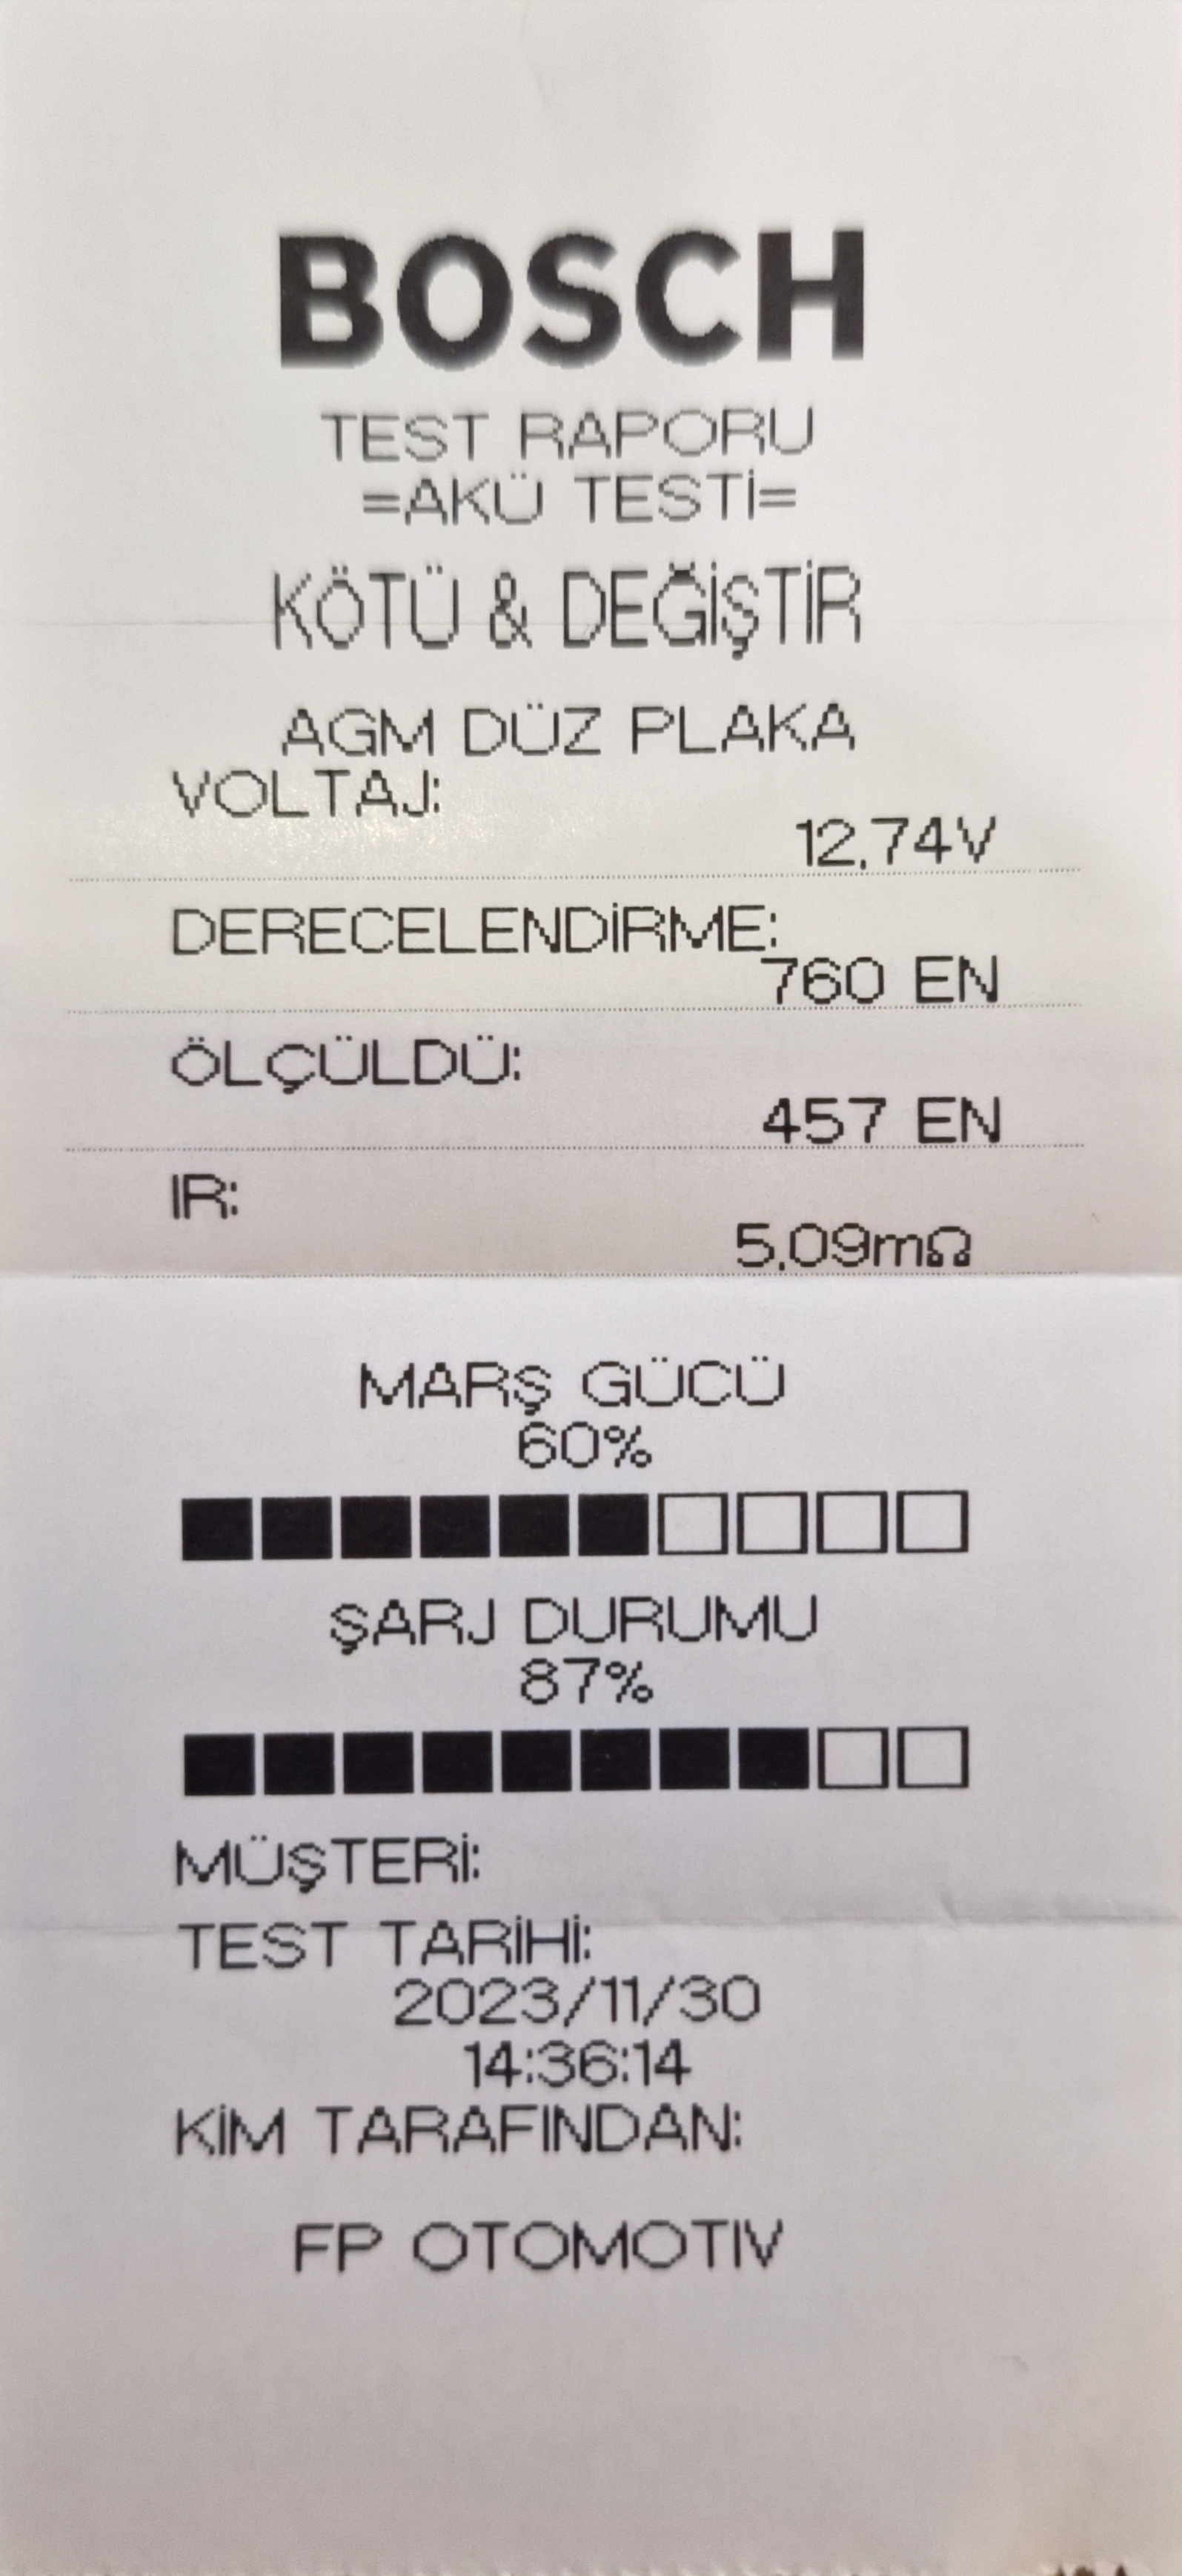 BOSCH
TEST RAPORU
=AKÜ TESTİ=
KÖTÜ & DEĞİŞTİR
AGM DÜZ PLAKA
VOLTAJ:
12.74V
DERECELENDİRME:
760 EN
ÖLÇÜLDÜ:
457 EN
IR:
5.09mΩ
MARŞ GÜCÜ
60%
ŞARJ DURUMU
87%
MÜŞTERİ:
TEST TARİHİ:
2023/11/30
14:36:14
KİM TARAFINDAN:
FP OTOMOTIV